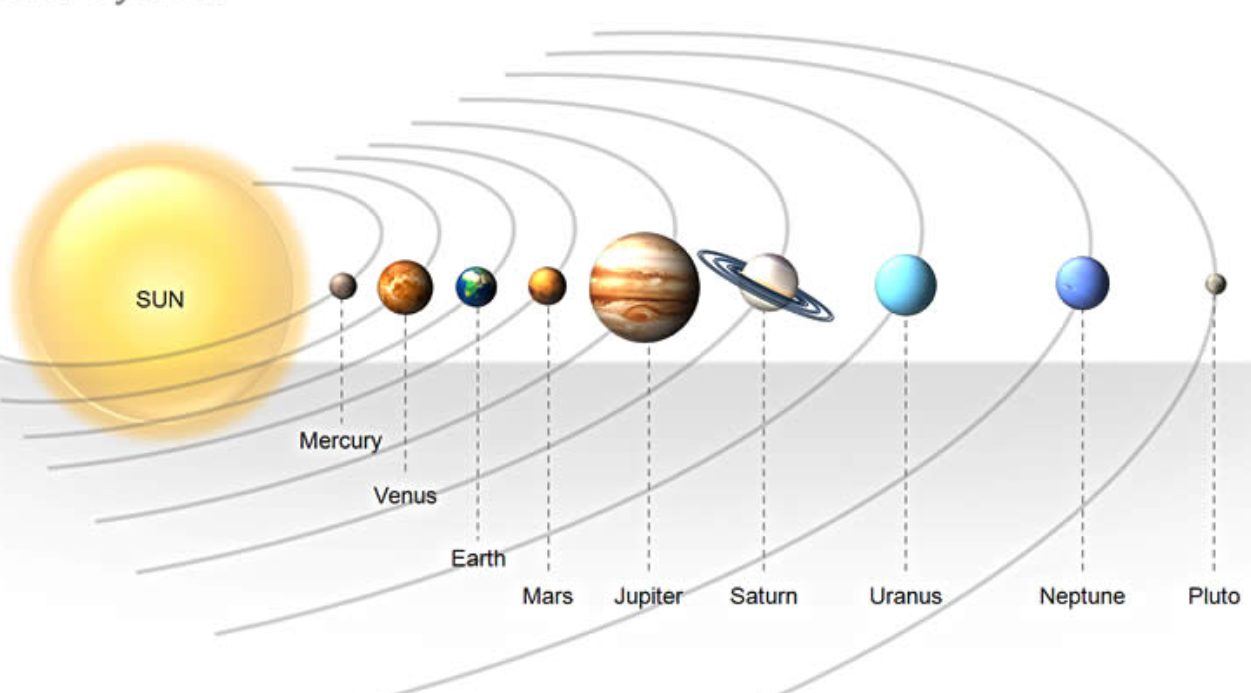 SUN
Mercury
Venus
Earth
Mars
Jupiter
Saturn
Uranus
Neptune
Pluto